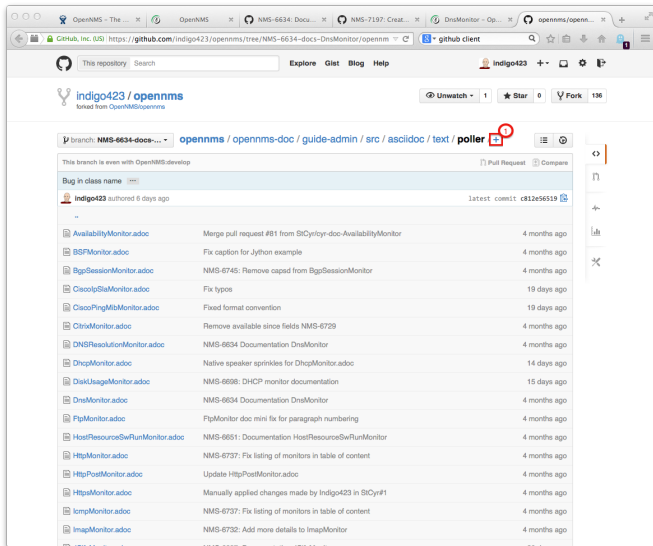 OpenNMS – The ...
OpenNMS
NMS-6634: Docu...
NMS-7197: Creat...
DnsMonitor – Op...
opennms/openn...
GitHub, Inc. (US) https://github.com/indigo423/opennms/tree/NMS-6634-docs-DnsMonitor/opennm
github client
1
This repository Search
Explore Gist Blog Help
indigo423
indigo423 / opennms
forked from OpenNMS/opennms
Unwatch 1
Star 0
Fork 136
1
branch: NMS-6634-docs-...
opennms / opennms-doc / guide-admin / src / asciidoc / text / poller / +
This branch is even with OpenNMS:develop
Pull Request Compare
Bug in class name ...
indigo423 authored 6 days ago
latest commit c812e56519
..
AvailabilityMonitor.adoc Merge pull request #81 from StCyr/cyr-doc-AvailabilityMonitor 4 months ago
BSFMonitor.adoc Fix caption for Jython example 4 months ago
BgpSessionMonitor.adoc NMS-6745: Remove capsd from BgpSessionMonitor 4 months ago
CiscoIpSlaMonitor.adoc Fix typos 19 days ago
CiscoPingMibMonitor.adoc Fixed format convention 19 days ago
CitrixMonitor.adoc Remove available since fields NMS-6729 4 months ago
DNSResolutionMonitor.adoc NMS-6634 Documentation DnsMonitor 4 months ago
DhcpMonitor.adoc Native speaker sprinkles for DhcpMonitor.adoc 14 days ago
DiskUsageMonitor.adoc NMS-6698: DHCP monitor documentation 15 days ago
DnsMonitor.adoc NMS-6634 Documentation DnsMonitor 4 months ago
FtpMonitor.adoc FtpMonitor doc mini fix for paragraph numbering 4 months ago
HostResourceSwRunMonitor.adoc NMS-6651: Documentation HostResourceSwRunMonitor 4 months ago
HttpMonitor.adoc NMS-6737: Fix listing of monitors in table of content 4 months ago
HttpPostMonitor.adoc Update HttpPostMonitor.adoc 4 months ago
HttpsMonitor.adoc Manually applied changes made by Indigo423 in StCyr#1 4 months ago
IcmpMonitor.adoc NMS-6737: Fix listing of monitors in table of content 4 months ago
ImapMonitor.adoc NMS-6732: Add more details to ImapMonitor 4 months ago